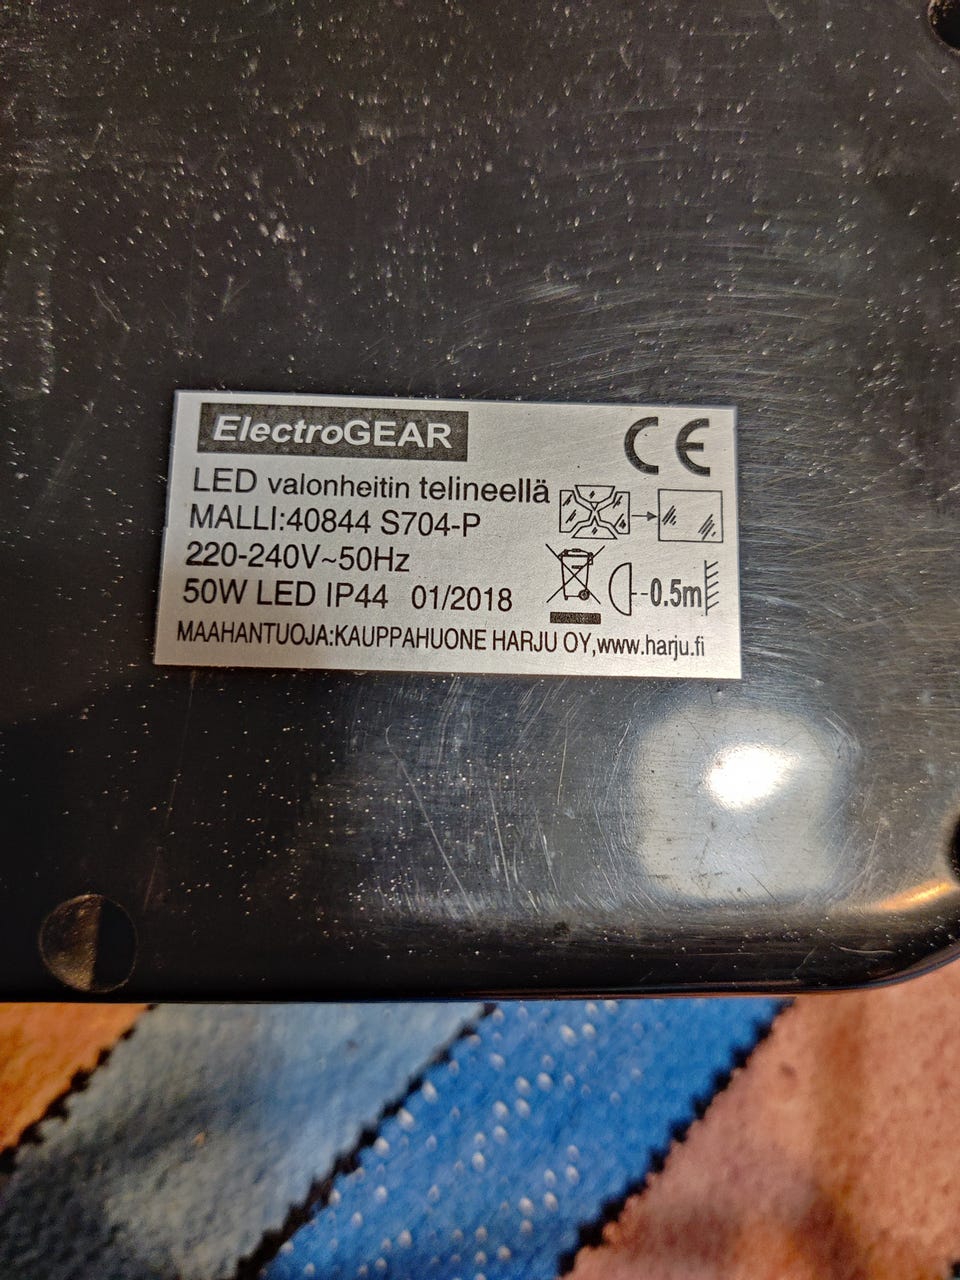 ElectroGEAR
CE
LED valonheitin telineellä
MALLI:40844 S704-P
220-240V~50Hz
50W LED IP44 01/2018
0.5m
MAAHANTUOJA:KAUPPAHUONE HARJU OY,www.harju.fi